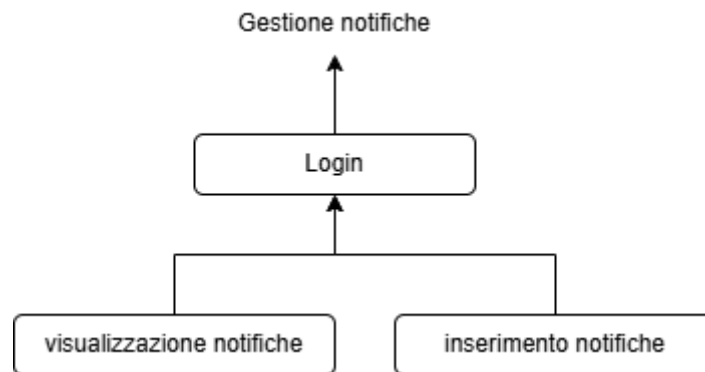 Gestione notifiche
Login
visualizzazione notifiche
inserimento notifiche